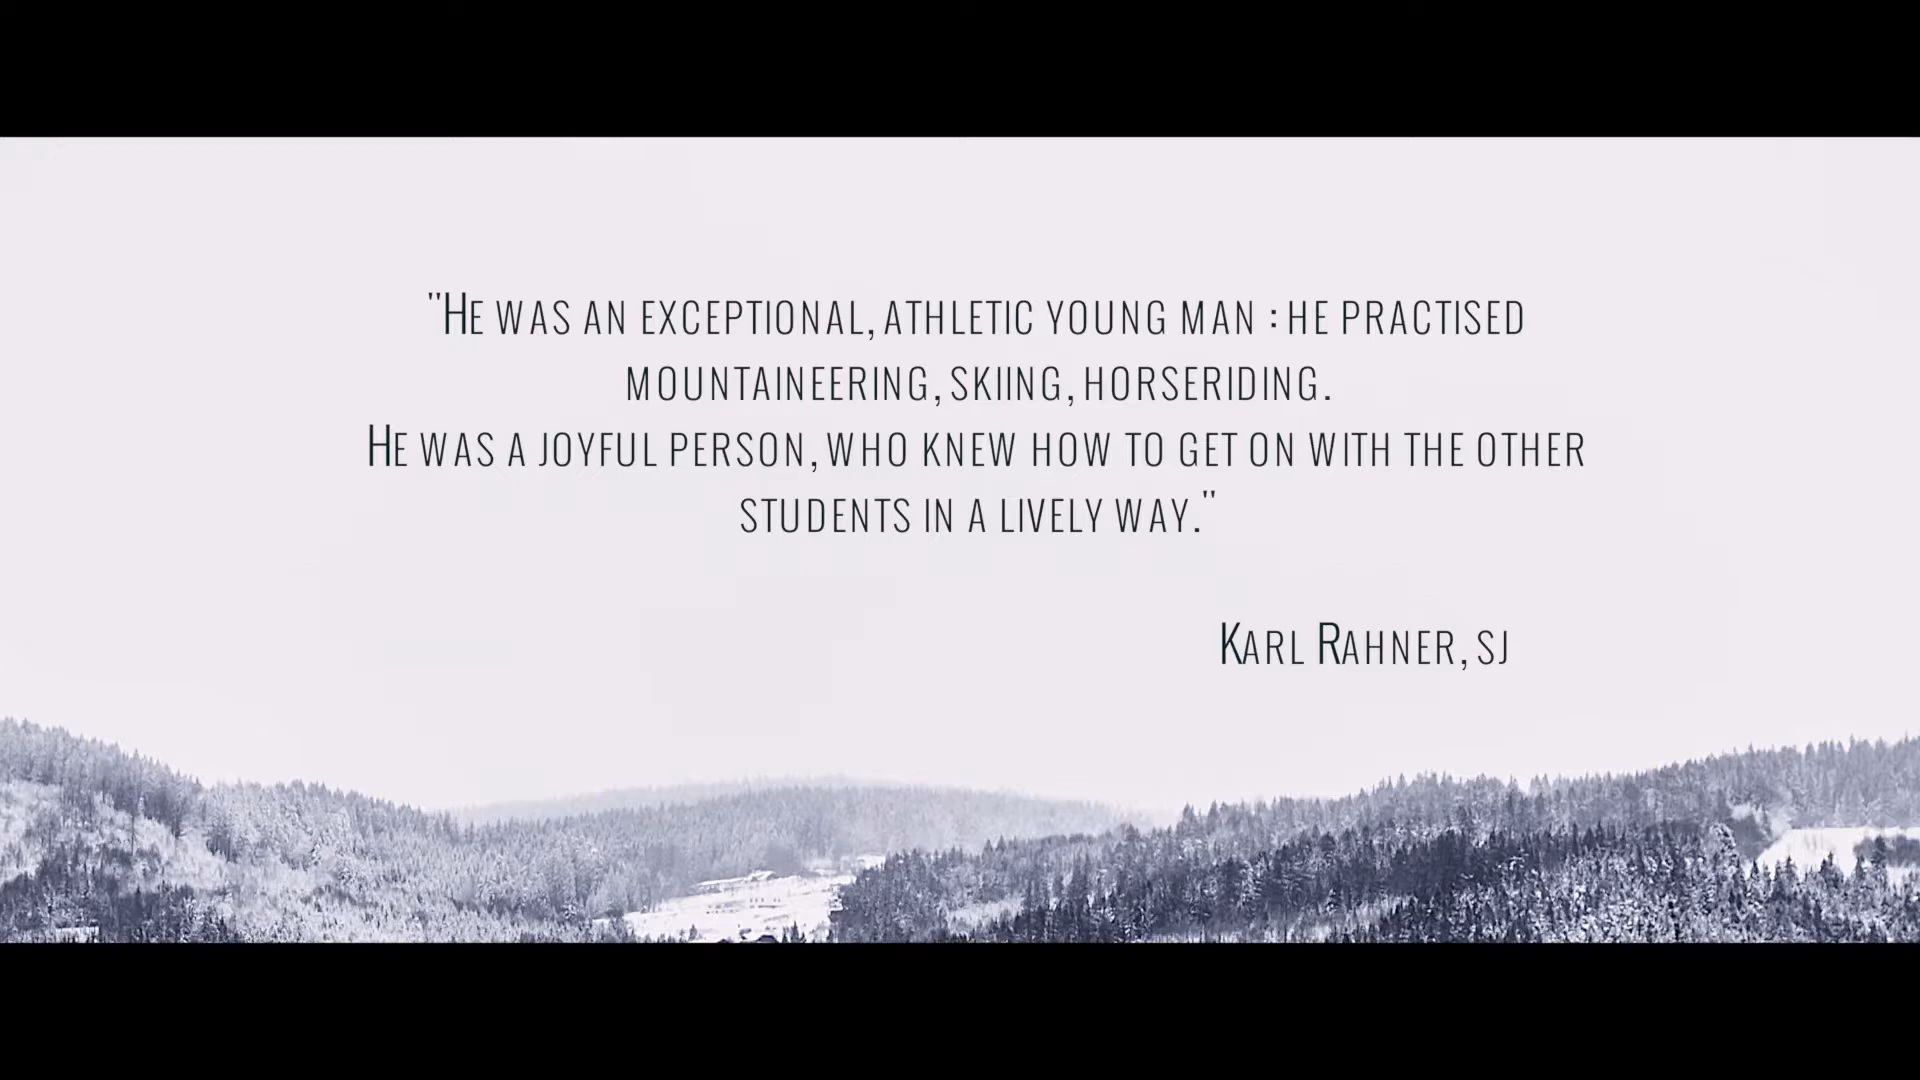 "He was an exceptional, athletic young man : he practised
mountaineering, skiing, horseriding.
He was a joyful person, who knew how to get on with the other
students in a lively way."
Karl Rahner, sj